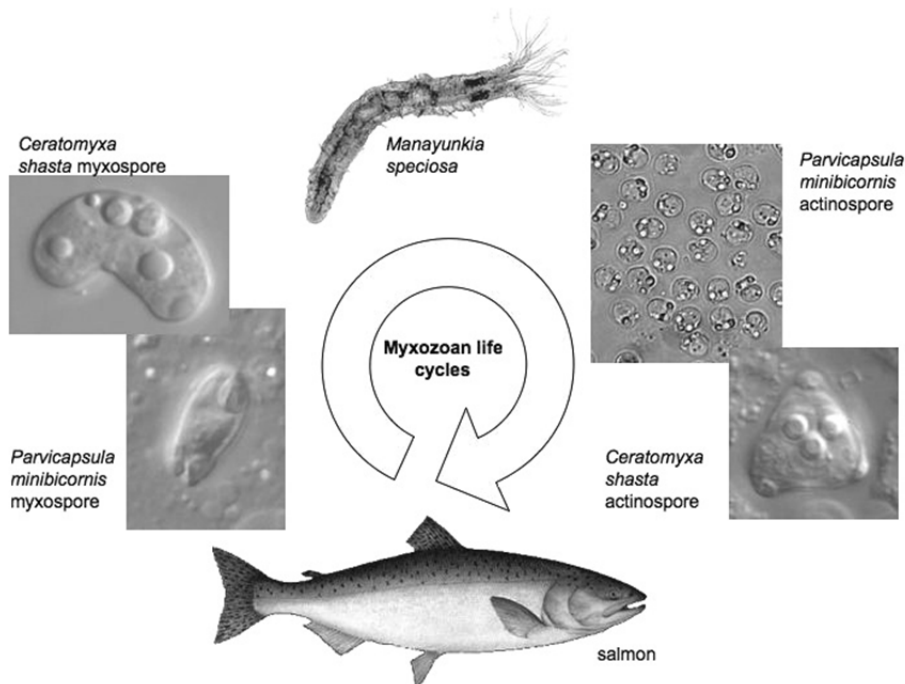 Ceratomyxa
shasta myxospore
Manayunkia
speciosa
Parvicapsula
minibicornis
actinospore
Myxozoan life
cycles
Parvicapsula
minibicornis
myxospore
Ceratomyxa
shasta
actinospore
salmon